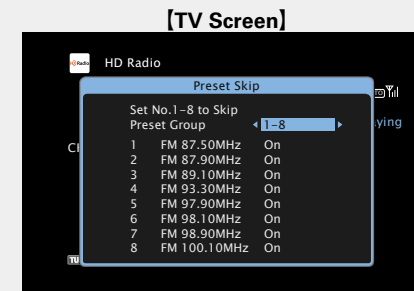 【TV Screen】
HD Radio
Preset Skip
Set No.1-8 to Skip
Preset Group 1-8
ying
1 FM 87.50MHz On
2 FM 87.90MHz On
3 FM 89.10MHz On
4 FM 93.30MHz On
5 FM 97.90MHz On
6 FM 98.10MHz On
7 FM 98.90MHz On
8 FM 100.10MHz On
TU